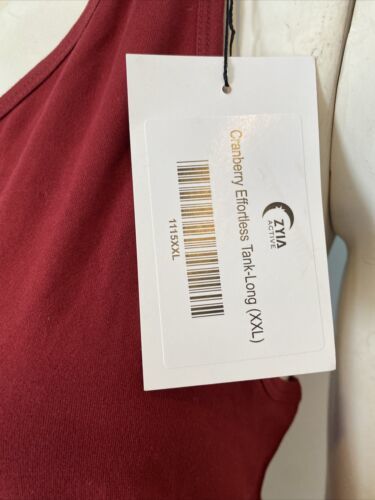 ZYIA
ACTIVE
Cranberry Effortless Tank-Long (XXL)
1115XXL